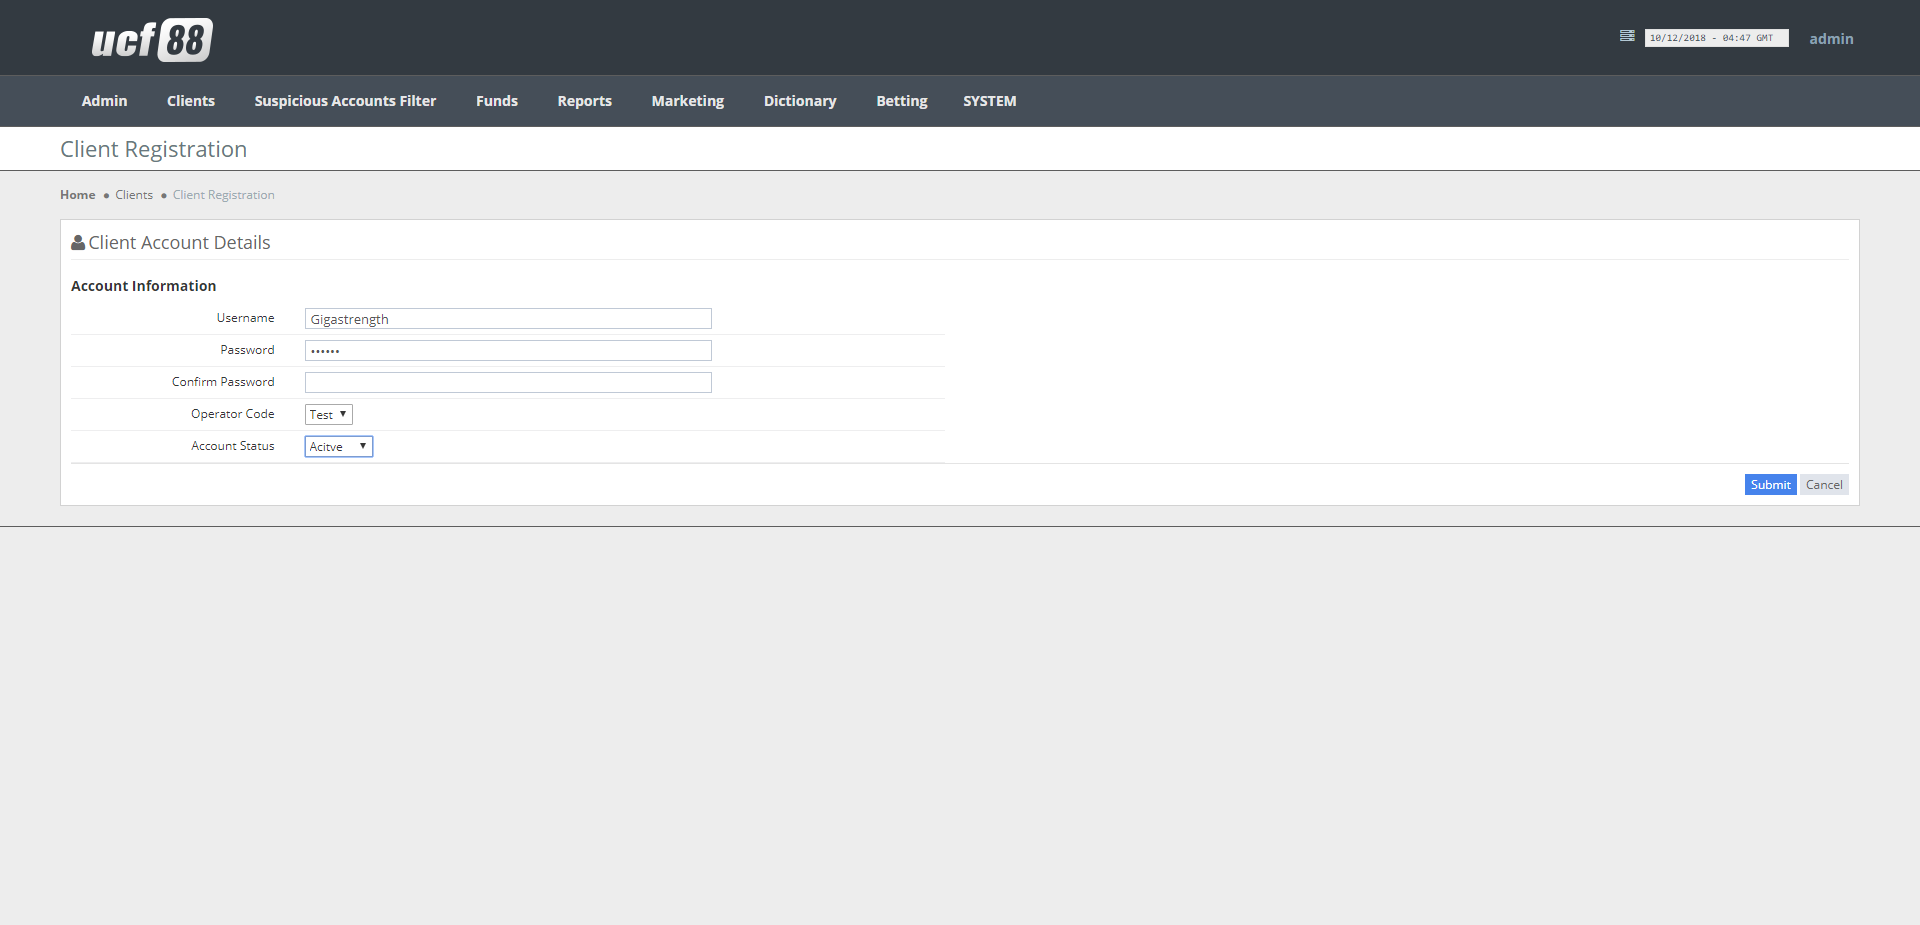 ucf 88
10/12/2018 - 04:47 GMT
admin
Admin Clients Suspicious Accounts Filter Funds Reports Marketing Dictionary Betting SYSTEM
Client Registration
Home • Clients • Client Registration
Client Account Details
Account Information
Username Gigastrength
Password ••••••
Confirm Password
Operator Code Test
Account Status Acitve
Submit Cancel